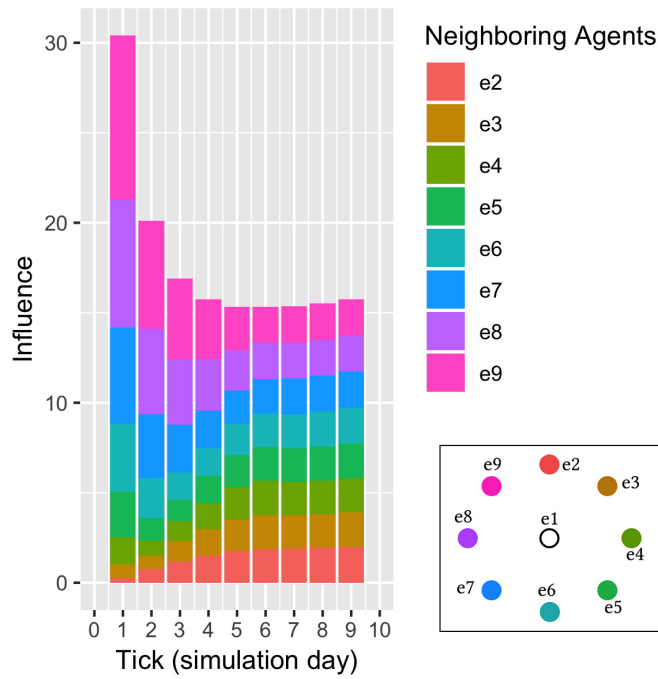 Influence
30
20
10
0
0 1 2 3 4 5 6 7 8 9 10
Tick (simulation day)
Neighboring Agents
e2
e3
e4
e5
e6
e7
e8
e9
e9
e2
e3
e8
e1
e4
e7
e6
e5